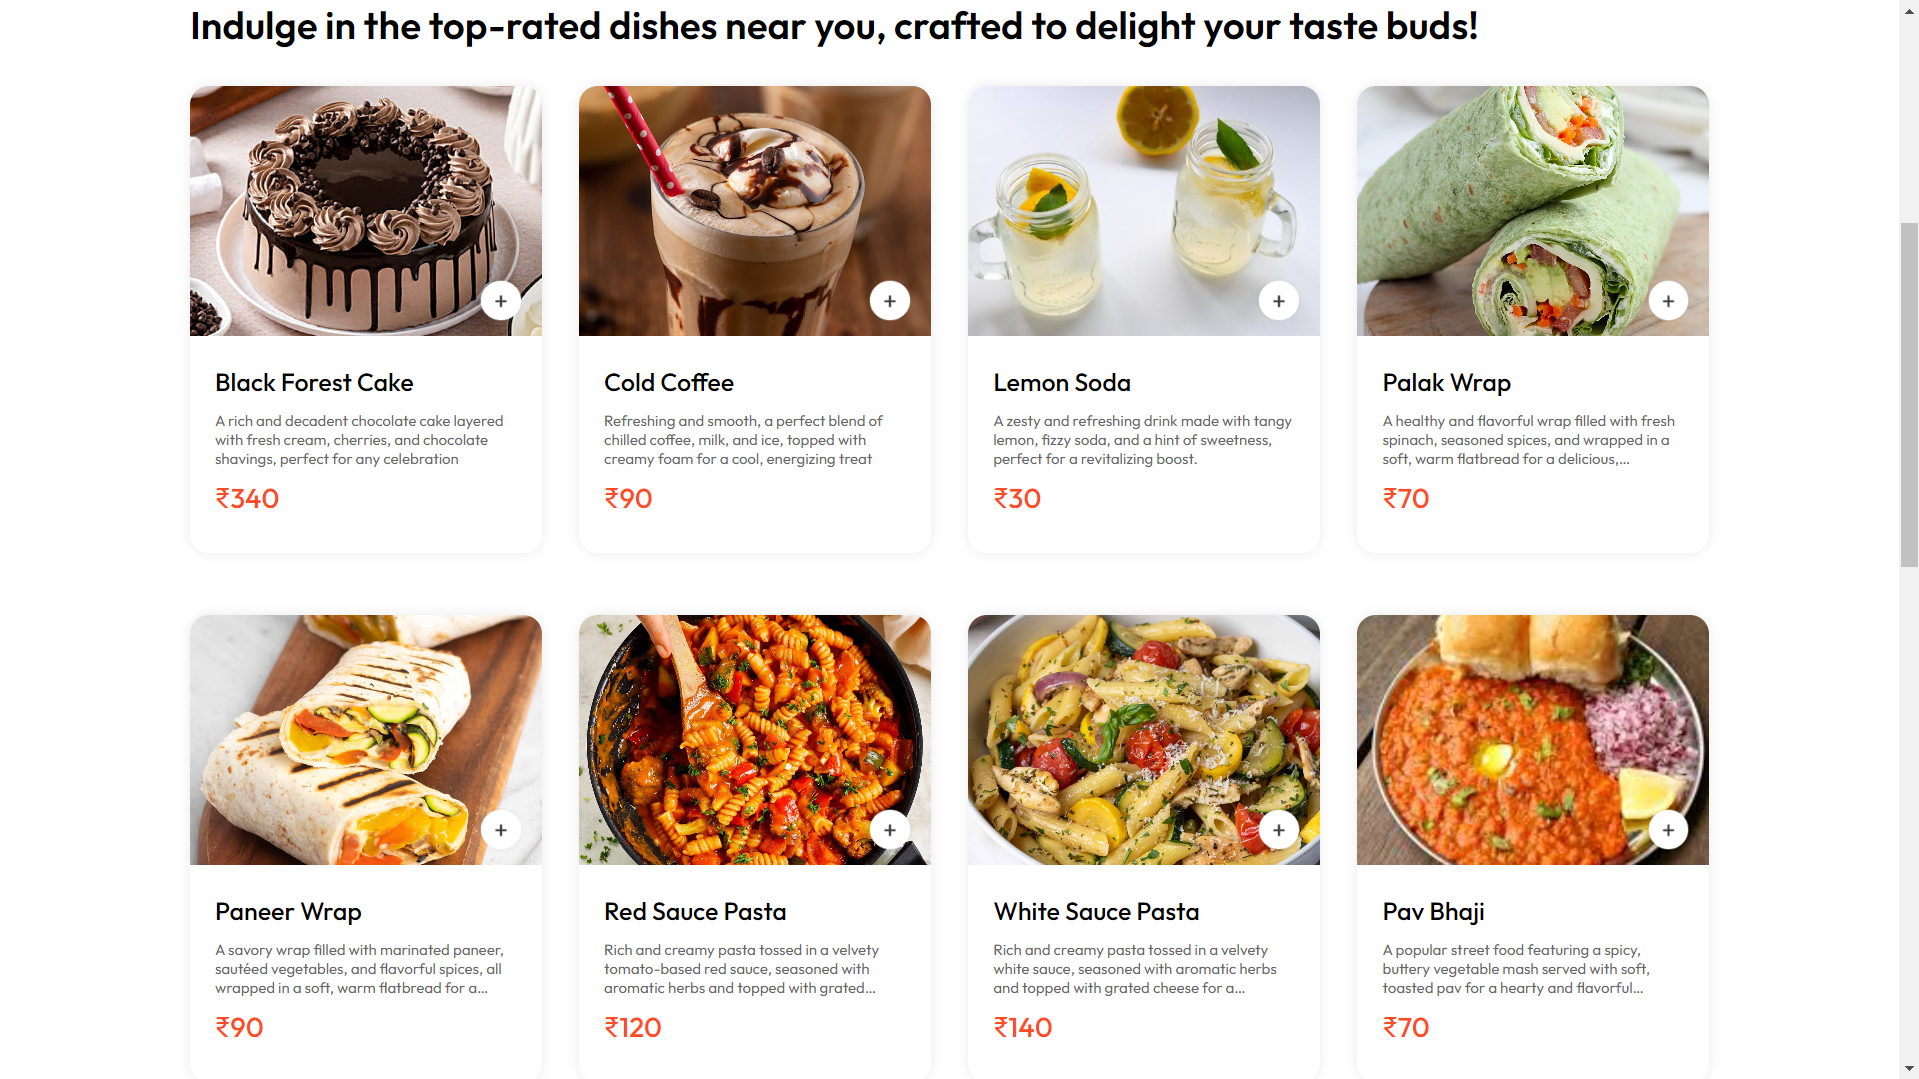 Indulge in the top-rated dishes near you, crafted to delight your taste buds!
Black Forest Cake
A rich and decadent chocolate cake layered
with fresh cream, cherries, and chocolate
shavings, perfect for any celebration
₹340
Cold Coffee
Refreshing and smooth, a perfect blend of
chilled coffee, milk, and ice, topped with
creamy foam for a cool, energizing treat
₹90
Lemon Soda
A zesty and refreshing drink made with tangy
lemon, fizzy soda, and a hint of sweetness,
perfect for a revitalizing boost.
₹30
Palak Wrap
A healthy and flavorful wrap filled with fresh
spinach, seasoned spices, and wrapped in a
soft, warm flatbread for a delicious,...
₹70
Paneer Wrap
A savory wrap filled with marinated paneer,
sautéed vegetables, and flavorful spices, all
wrapped in a soft, warm flatbread for a...
₹90
Red Sauce Pasta
Rich and creamy pasta tossed in a velvety
tomato-based red sauce, seasoned with
aromatic herbs and topped with grated...
₹120
White Sauce Pasta
Rich and creamy pasta tossed in a velvety
white sauce, seasoned with aromatic herbs
and topped with grated cheese for a...
₹140
Pav Bhaji
A popular street food featuring a spicy,
buttery vegetable mash served with soft,
toasted pav for a hearty and flavorful...
₹70